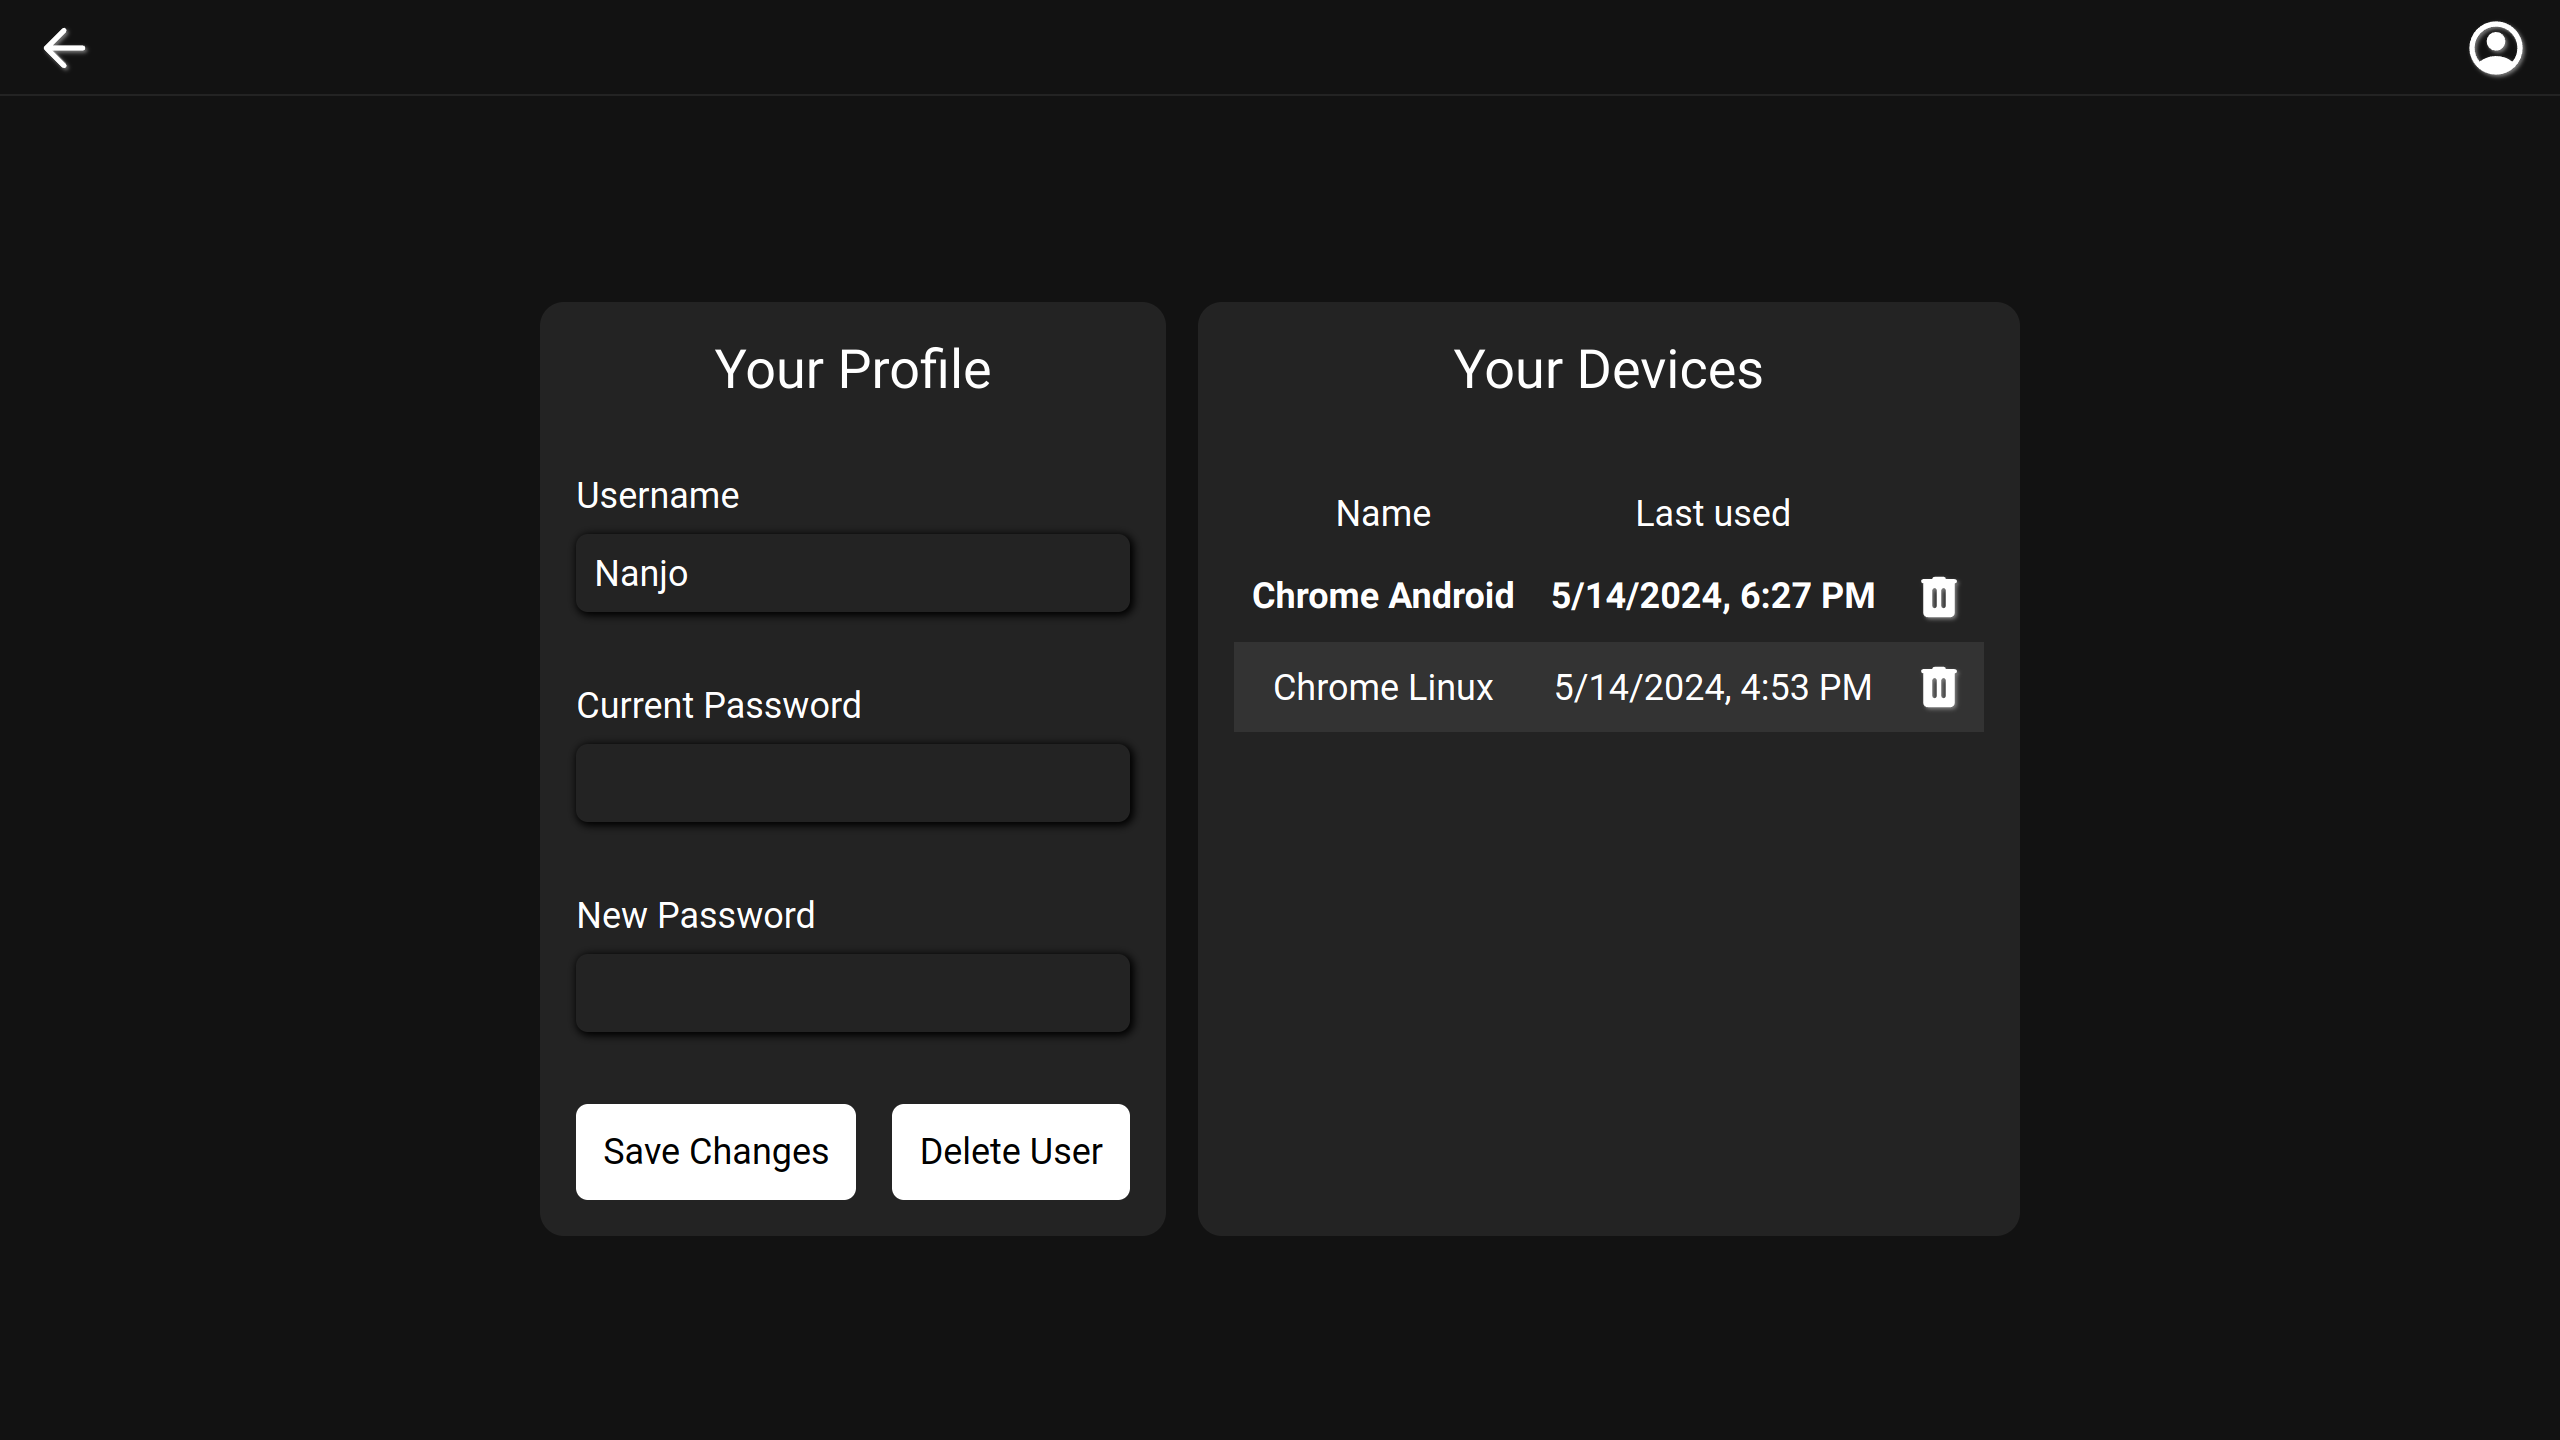 Your Profile
Username
Nanjo
Current Password
New Password
Save Changes
Delete User
Your Devices
Name Last used
Chrome Android 5/14/2024, 6:27 PM
Chrome Linux 5/14/2024, 4:53 PM